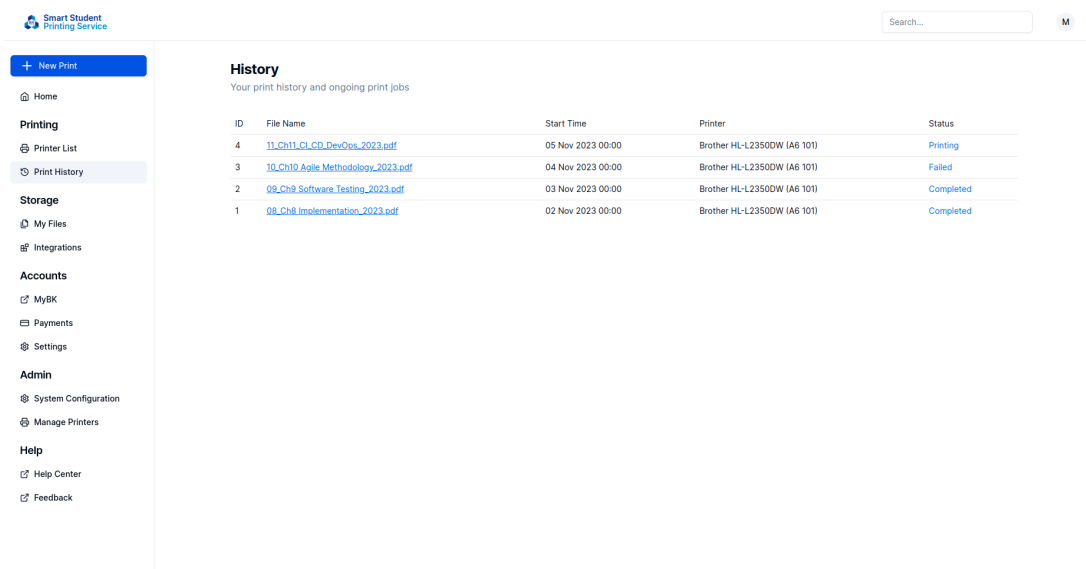 Smart Student
Printing Service
Search...
M
New Print
Home
Printing
Printer List
Print History
Storage
My Files
Integrations
Accounts
MyBK
Payments
Settings
Admin
System Configuration
Manage Printers
Help
Help Center
Feedback
History
Your print history and ongoing print jobs
ID File Name Start Time Printer Status
4 11_Ch11_CI_CD_DevOps_2023.pdf 05 Nov 2023 00:00 Brother HL-L2350DW (A6 101) Printing
3 10_Ch10 Agile Methodology_2023.pdf 04 Nov 2023 00:00 Brother HL-L2350DW (A6 101) Failed
2 09_Ch9 Software Testing_2023.pdf 03 Nov 2023 00:00 Brother HL-L2350DW (A6 101) Completed
1 08_Ch8 Implementation_2023.pdf 02 Nov 2023 00:00 Brother HL-L2350DW (A6 101) Completed